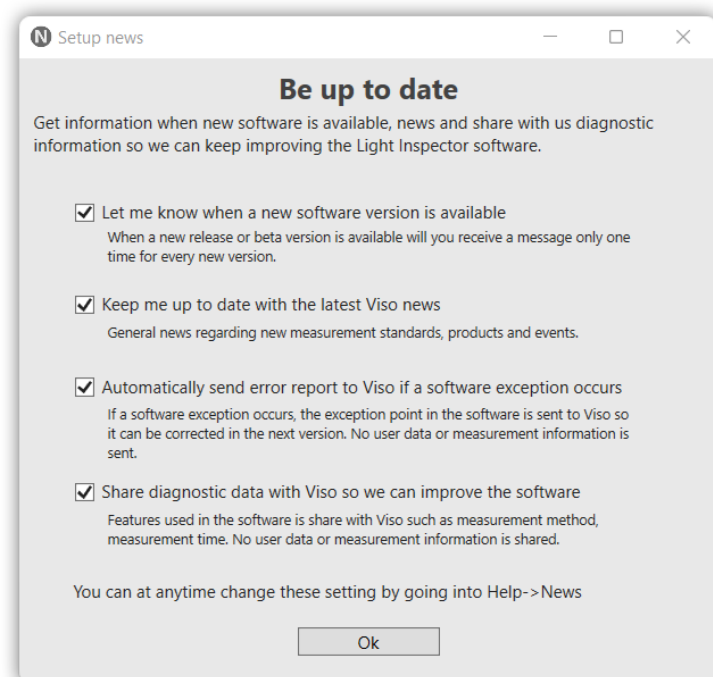 N Setup news
Be up to date
Get information when new software is available, news and share with us diagnostic
information so we can keep improving the Light Inspector software.
Let me know when a new software version is available
When a new release or beta version is available will you receive a message only one
time for every new version.
Keep me up to date with the latest Viso news
General news regarding new measurement standards, products and events.
Automatically send error report to Viso if a software exception occurs
If a software exception occurs, the exception point in the software is sent to Viso so
it can be corrected in the next version. No user data or measurement information is
sent.
Share diagnostic data with Viso so we can improve the software
Features used in the software is share with Viso such as measurement method,
measurement time. No user data or measurement information is shared.
You can at anytime change these setting by going into Help->News
Ok